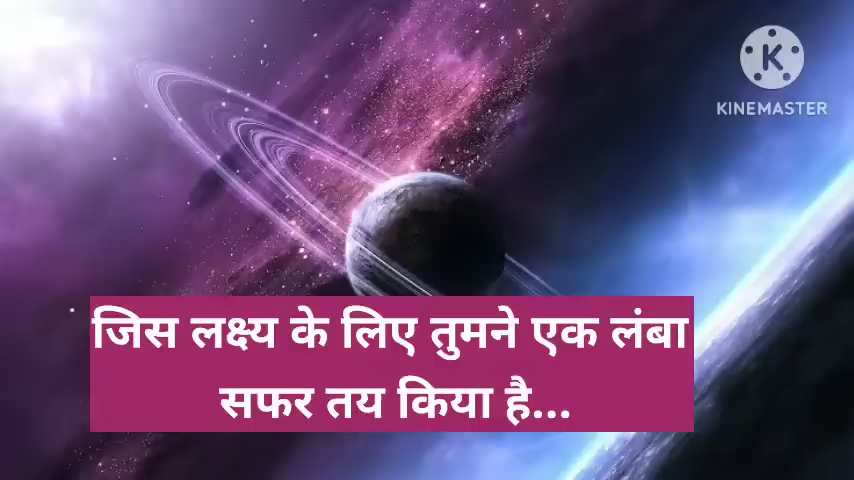 K
KINEMASTER
जिस लक्ष्य के लिए तुमने एक लंबा
सफर तय किया है...